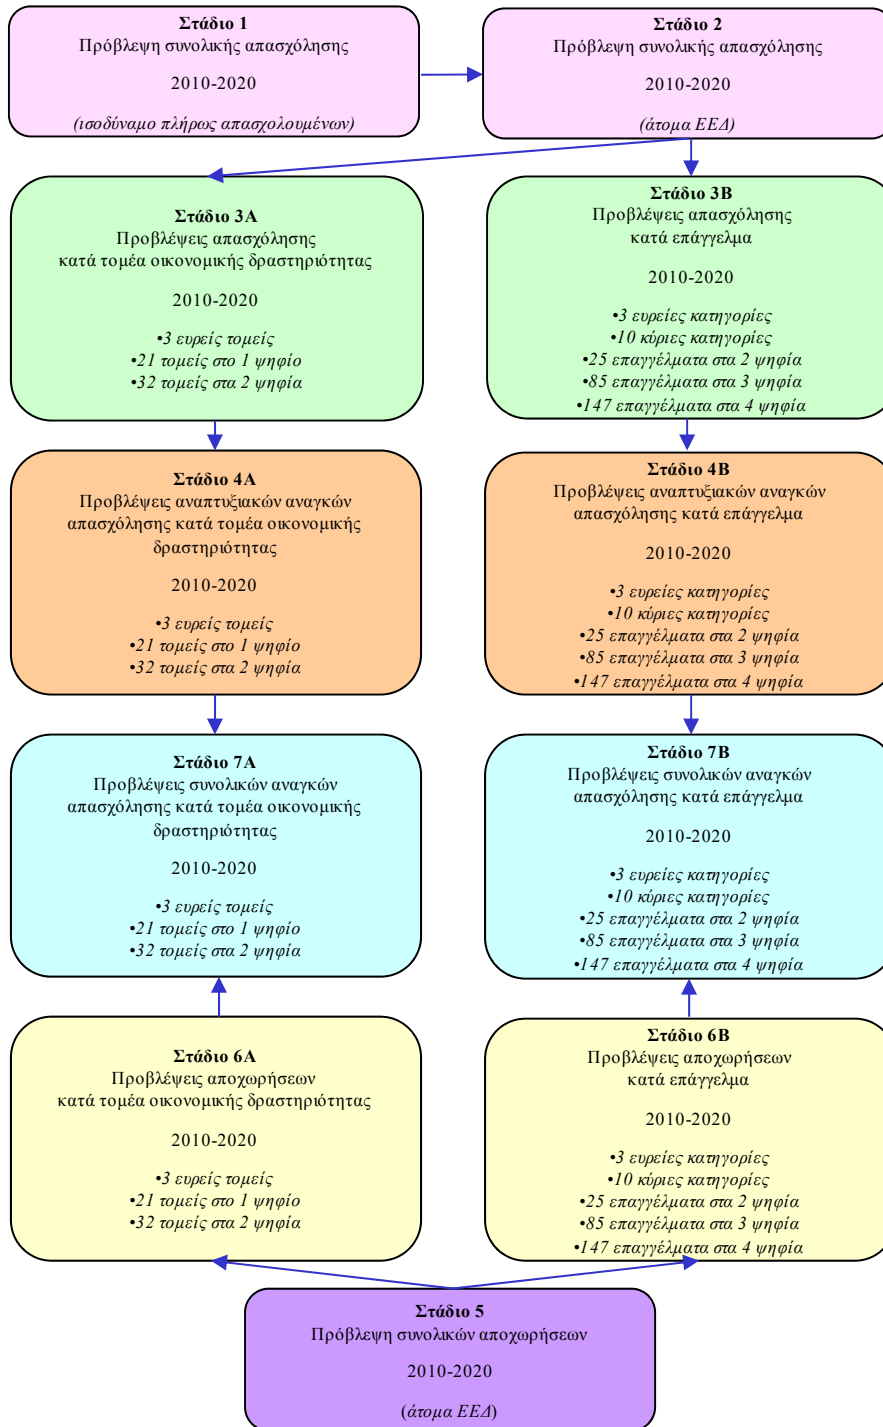 Στάδιο 1
Πρόβλεψη συνολικής απασχόλησης
2010-2020
(ισοδύναμο πλήρως απασχολουμένων)
Στάδιο 2
Πρόβλεψη συνολικής απασχόλησης
2010-2020
(άτομα ΕΕΔ)
Στάδιο 3Α
Προβλέψεις απασχόλησης
κατά τομέα οικονομικής δραστηριότητας
2010-2020
•3 ευρείς τομείς
•21 τομείς στο 1 ψηφίο
•32 τομείς στα 2 ψηφία
Στάδιο 3Β
Προβλέψεις απασχόλησης
κατά επάγγελμα
2010-2020
•3 ευρείες κατηγορίες
•10 κύριες κατηγορίες
•25 επαγγέλματα στα 2 ψηφία
•85 επαγγέλματα στα 3 ψηφία
•147 επαγγέλματα στα 4 ψηφία
Στάδιο 4Α
Προβλέψεις αναπτυξιακών αναγκών
απασχόλησης κατά τομέα οικονομικής
δραστηριότητας
2010-2020
•3 ευρείς τομείς
•21 τομείς στο 1 ψηφίο
•32 τομείς στα 2 ψηφία
Στάδιο 4Β
Προβλέψεις αναπτυξιακών αναγκών
απασχόλησης κατά επάγγελμα
2010-2020
•3 ευρείες κατηγορίες
•10 κύριες κατηγορίες
•25 επαγγέλματα στα 2 ψηφία
•85 επαγγέλματα στα 3 ψηφία
•147 επαγγέλματα στα 4 ψηφία
Στάδιο 7Α
Προβλέψεις συνολικών αναγκών
απασχόλησης κατά τομέα οικονομικής
δραστηριότητας
2010-2020
•3 ευρείς τομείς
•21 τομείς στο 1 ψηφίο
•32 τομείς στα 2 ψηφία
Στάδιο 7Β
Προβλέψεις συνολικών αναγκών
απασχόλησης κατά επάγγελμα
2010-2020
•3 ευρείες κατηγορίες
•10 κύριες κατηγορίες
•25 επαγγέλματα στα 2 ψηφία
•85 επαγγέλματα στα 3 ψηφία
•147 επαγγέλματα στα 4 ψηφία
Στάδιο 6Α
Προβλέψεις αποχωρήσεων
κατά τομέα οικονομικής δραστηριότητας
2010-2020
•3 ευρείς τομείς
•21 τομείς στο 1 ψηφίο
•32 τομείς στα 2 ψηφία
Στάδιο 6Β
Προβλέψεις αποχωρήσεων
κατά επάγγελμα
2010-2020
•3 ευρείες κατηγορίες
•10 κύριες κατηγορίες
•25 επαγγέλματα στα 2 ψηφία
•85 επαγγέλματα στα 3 ψηφία
•147 επαγγέλματα στα 4 ψηφία
Στάδιο 5
Πρόβλεψη συνολικών αποχωρήσεων
2010-2020
(άτομα ΕΕΔ)